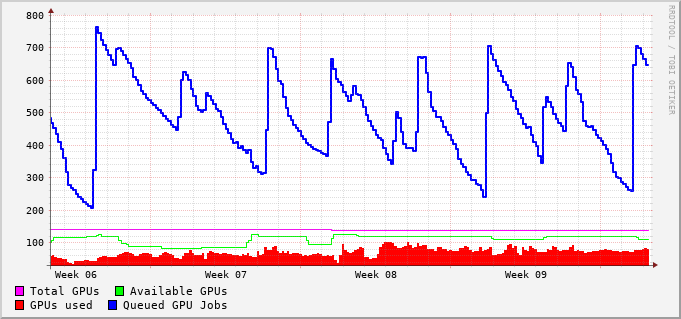 800
700
600
500
400
300
200
100
Week 06 Week 07 Week 08 Week 09
Total GPUs Available GPUs
GPUs used Queued GPU Jobs
RRDTOOL / TOBI OETIKER